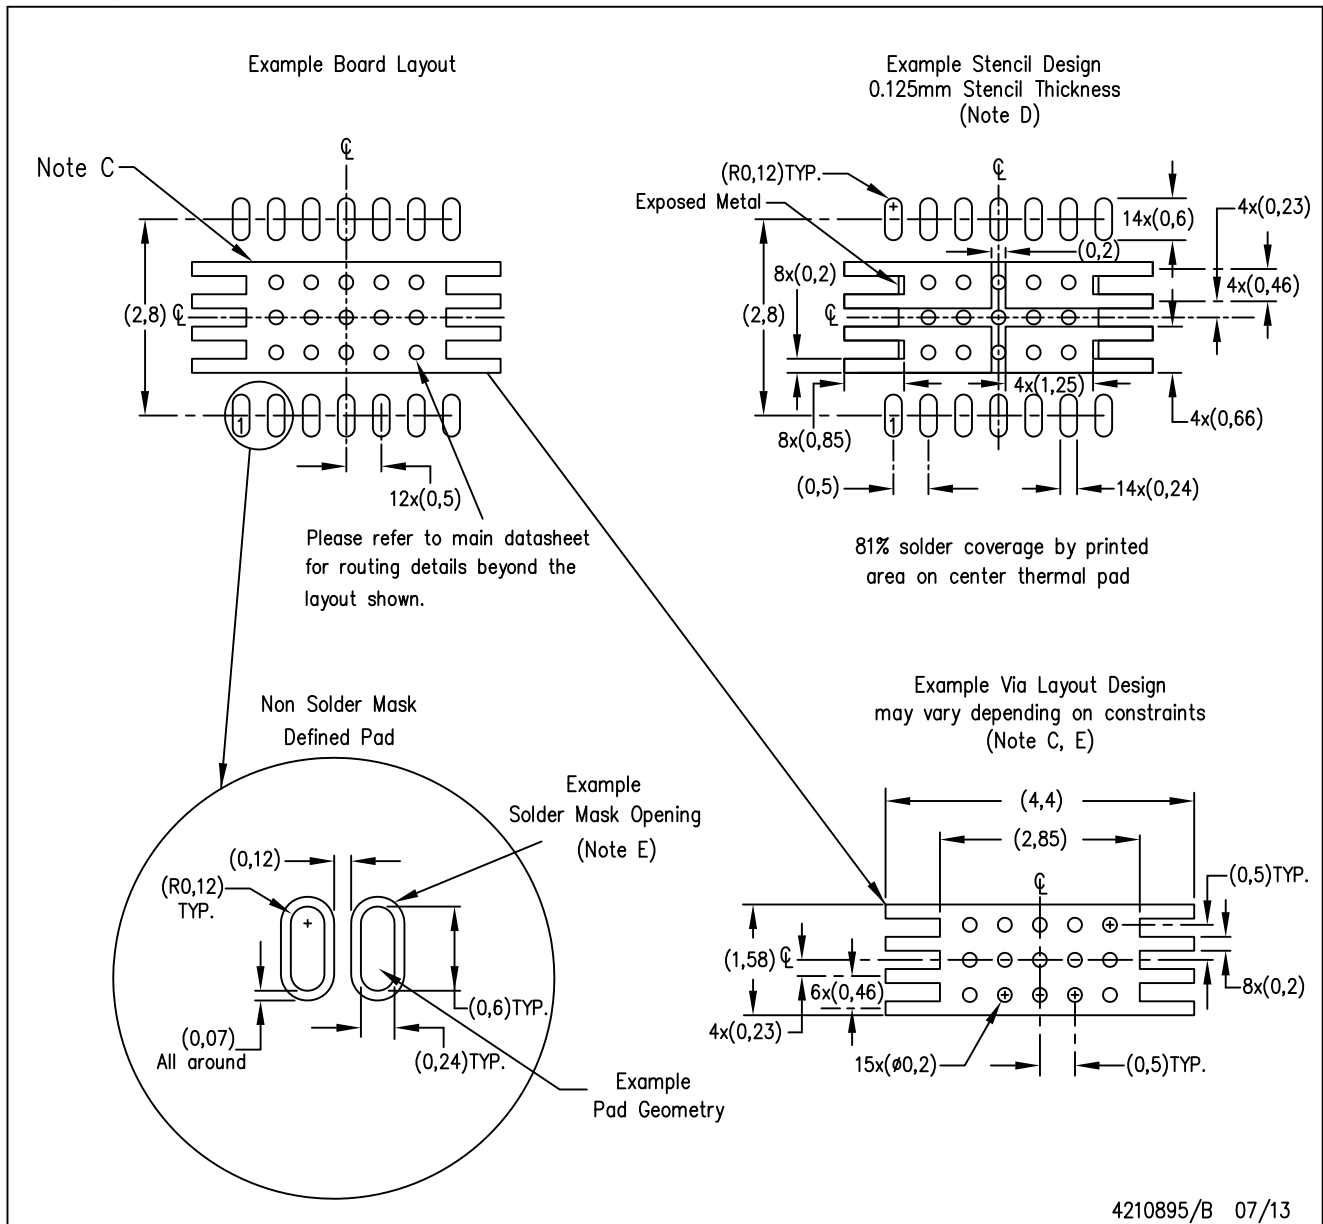 Example Board Layout
Note C
℄
(2,8)
℄
1
12x(0,5)
Please refer to main datasheet
for routing details beyond the
layout shown.
Example Stencil Design
0.125mm Stencil Thickness
(Note D)
℄
(R0,12)TYP.
Exposed Metal
14x(0,6)
4x(0,23)
(0,2)
8x(0,2)
4x(0,46)
(2,8)
℄
4x(1,25)
8x(0,85)
1
4x(0,66)
(0,5)
14x(0,24)
81% solder coverage by printed
area on center thermal pad
Non Solder Mask
Defined Pad
Example
Solder Mask Opening
(Note E)
(0,12)
(R0,12)
TYP.
(0,6)TYP.
(0,07)
All around
(0,24)TYP.
Example
Pad Geometry
Example Via Layout Design
may vary depending on constraints
(Note C, E)
(4,4)
(2,85)
℄
(0,5)TYP.
(1,58)
℄
6x(0,46)
8x(0,2)
4x(0,23)
15x(ø0,2)
(0,5)TYP.
4210895/B 07/13